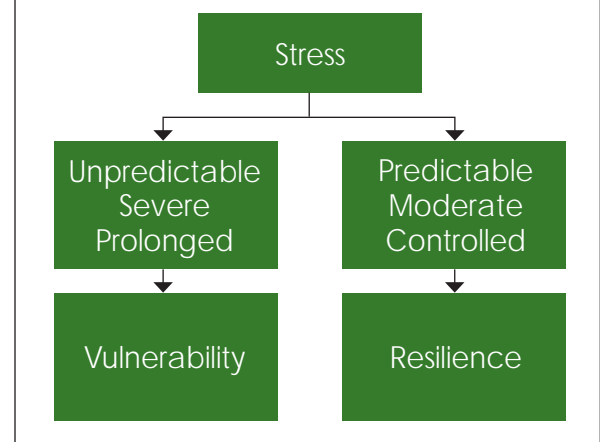 Stress
Unpredictable
Severe
Prolonged
Predictable
Moderate
Controlled
Vulnerability
Resilience